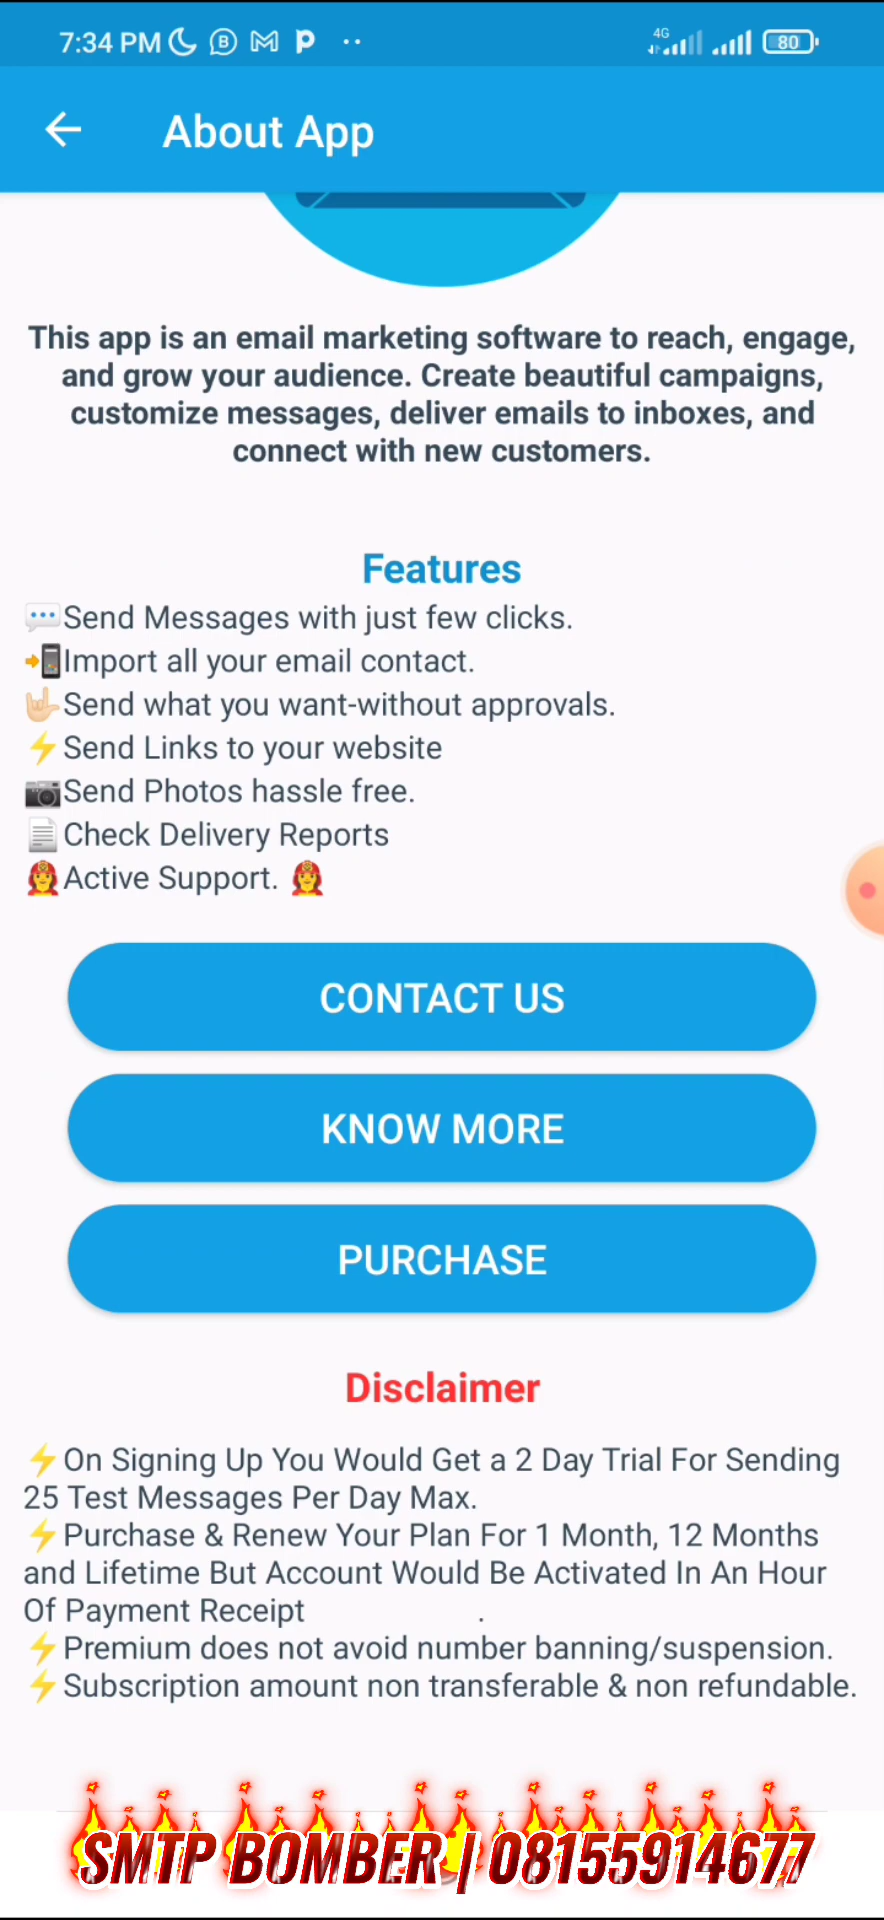 7:34 PM
4G
80
About App
This app is an email marketing software to reach, engage,
and grow your audience. Create beautiful campaigns,
customize messages, deliver emails to inboxes, and
connect with new customers.
Features
💬Send Messages with just few clicks.
📲Import all your email contact.
🤟🏻Send what you want-without approvals.
⚡Send Links to your website
📷Send Photos hassle free.
📄Check Delivery Reports
👩‍🚒Active Support. 👩‍🚒
CONTACT US
KNOW MORE
PURCHASE
Disclaimer
⚡On Signing Up You Would Get a 2 Day Trial For Sending
25 Test Messages Per Day Max.
⚡Purchase & Renew Your Plan For 1 Month, 12 Months
and Lifetime But Account Would Be Activated In An Hour
Of Payment Receipt .
⚡Premium does not avoid number banning/suspension.
⚡Subscription amount non transferable & non refundable.
SMTP BOMBER | 08155914677